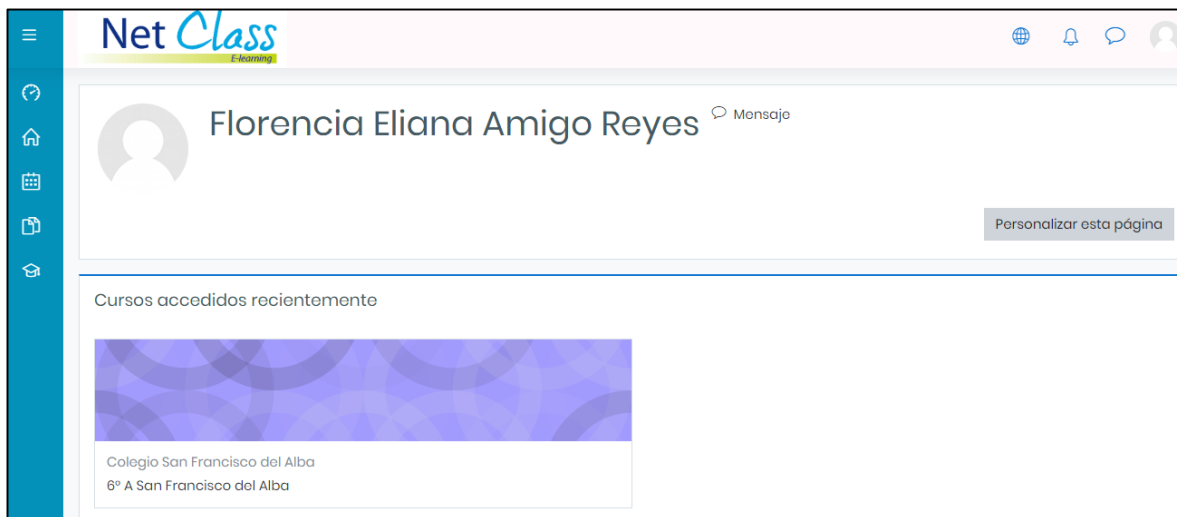 Net Class
E-learning
Florencia Eliana Amigo Reyes
Mensaje
Personalizar esta página
Cursos accedidos recientemente
Colegio San Francisco del Alba
6° A San Francisco del Alba